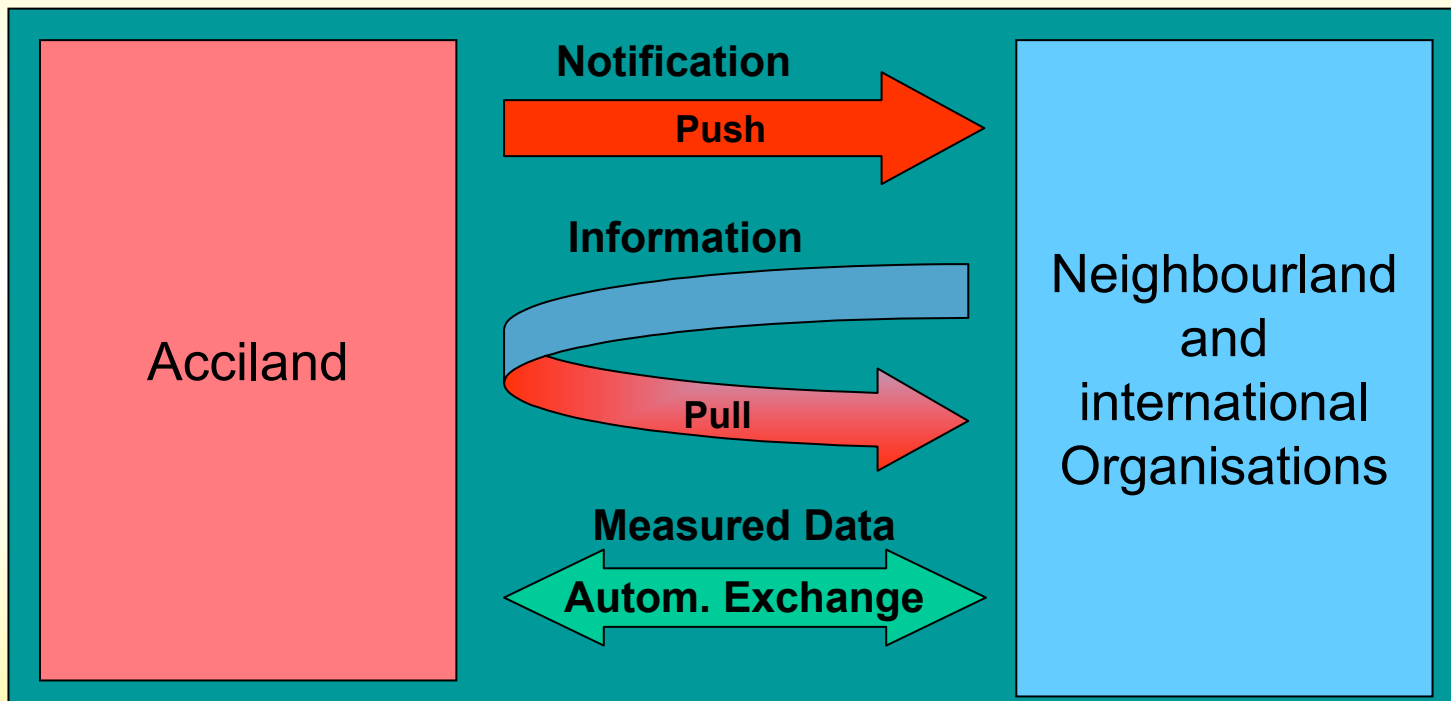 Acciland
Notification
Push
Information
Pull
Measured Data
Autom. Exchange
Neighbourland
and
international
Organisations